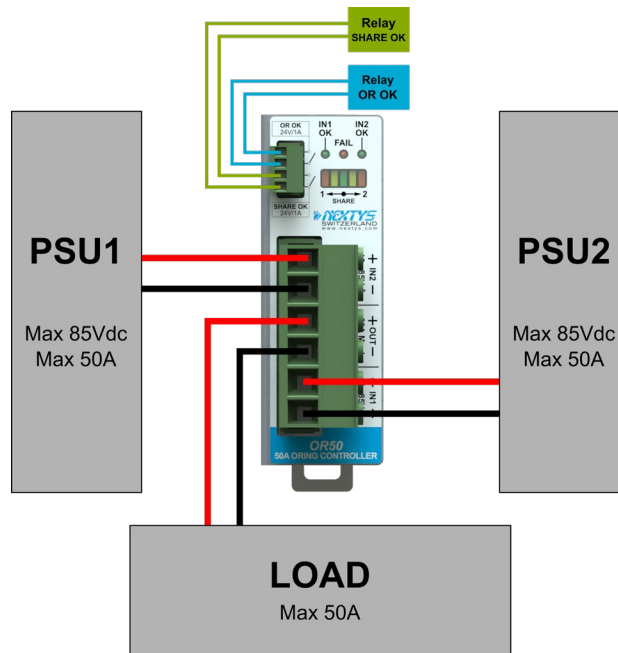 Relay
SHARE OK
Relay
OR OK
OR OK
24V/1A
IN1
OK
IN2
OK
FAIL
1
2
SHARE
SHARE OK
24V/1A
NEXTYS
SWITZERLAND
www.nextys.com
PSU1
Max 85Vdc
Max 50A
PSU2
Max 85Vdc
Max 50A
+ IN2 −
+ OUT −
IN1
OR50
50A ORING CONTROLLER
LOAD
Max 50A